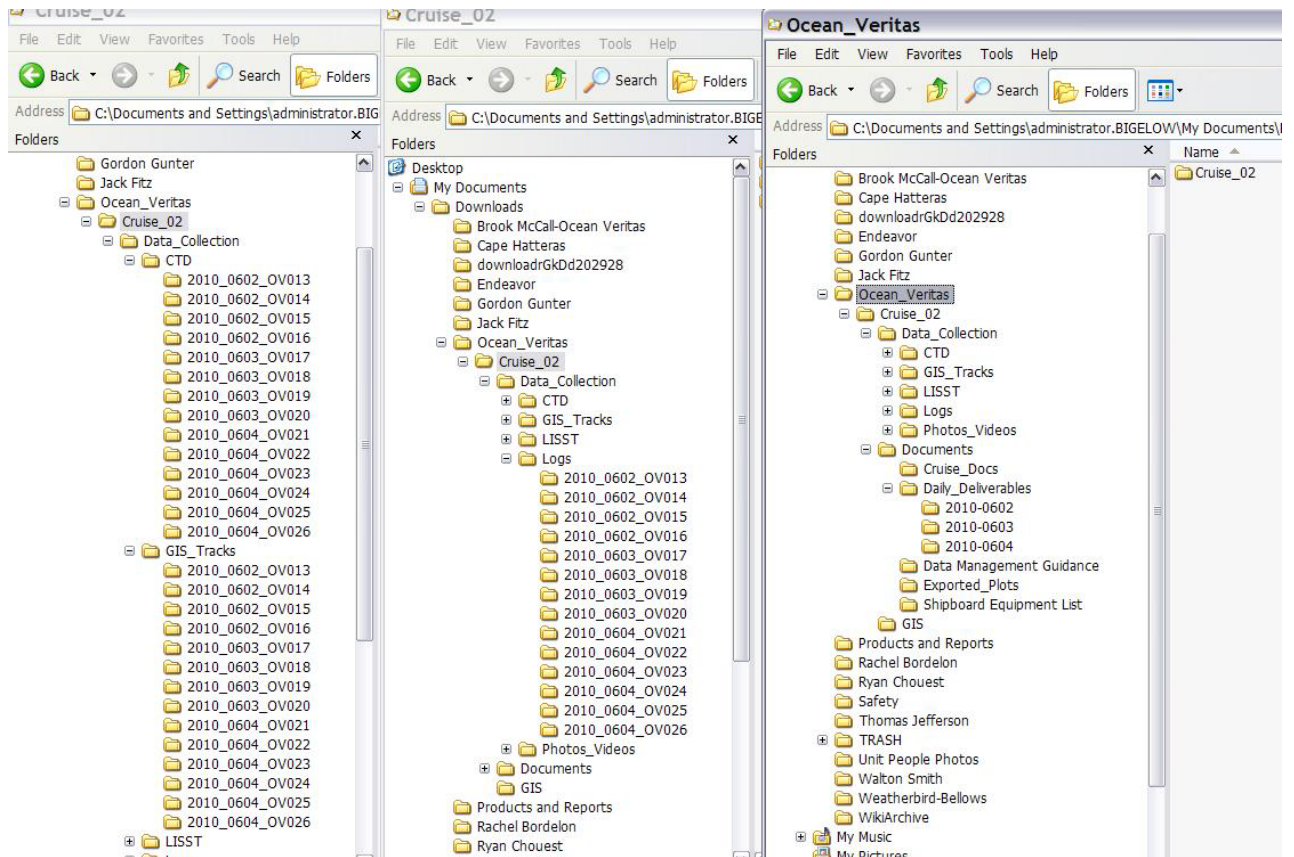 Cruise_02
File Edit View Favorites Tools Help
Back Search Folders
Address C:\Documents and Settings\administrator.BIG
Folders x
Gordon Gunter
Jack Fitz
Ocean_Veritas
Cruise_02
Data_Collection
CTD
2010_0602_OV013
2010_0602_OV014
2010_0602_OV015
2010_0602_OV016
2010_0603_OV017
2010_0603_OV018
2010_0603_OV019
2010_0603_OV020
2010_0604_OV021
2010_0604_OV022
2010_0604_OV023
2010_0604_OV024
2010_0604_OV025
2010_0604_OV026
GIS_Tracks
2010_0602_OV013
2010_0602_OV014
2010_0602_OV015
2010_0602_OV016
2010_0603_OV017
2010_0603_OV018
2010_0603_OV019
2010_0603_OV020
2010_0604_OV021
2010_0604_OV022
2010_0604_OV023
2010_0604_OV024
2010_0604_OV025
2010_0604_OV026
LISST
Cruise_02
File Edit View Favorites Tools Help
Back Search Folders
Address C:\Documents and Settings\administrator.BIGE
Folders x
Desktop
My Documents
Downloads
Brook McCall-Ocean Veritas
Cape Hatteras
downloadrGkDd202928
Endeavor
Gordon Gunter
Jack Fitz
Ocean_Veritas
Cruise_02
Data_Collection
CTD
GIS_Tracks
LISST
Logs
2010_0602_OV013
2010_0602_OV014
2010_0602_OV015
2010_0602_OV016
2010_0603_OV017
2010_0603_OV018
2010_0603_OV019
2010_0603_OV020
2010_0604_OV021
2010_0604_OV022
2010_0604_OV023
2010_0604_OV024
2010_0604_OV025
2010_0604_OV026
Photos_Videos
Documents
GIS
Products and Reports
Rachel Bordelon
Ryan Chouest
Ocean_Veritas
File Edit View Favorites Tools Help
Back Search Folders
Address C:\Documents and Settings\administrator.BIGELOW\My Documents\
Folders x Name
Cruise_02
Brook McCall-Ocean Veritas
Cape Hatteras
downloadrGkDd202928
Endeavor
Gordon Gunter
Jack Fitz
Ocean_Veritas
Cruise_02
Data_Collection
CTD
GIS_Tracks
LISST
Logs
Photos_Videos
Documents
Cruise_Docs
Daily_Deliverables
2010-0602
2010-0603
2010-0604
Data Management Guidance
Exported_Plots
Shipboard Equipment List
GIS
Products and Reports
Rachel Bordelon
Ryan Chouest
Safety
Thomas Jefferson
TRASH
Unit People Photos
Walton Smith
Weatherbird-Bellows
WikiArchive
My Music
My Pictures